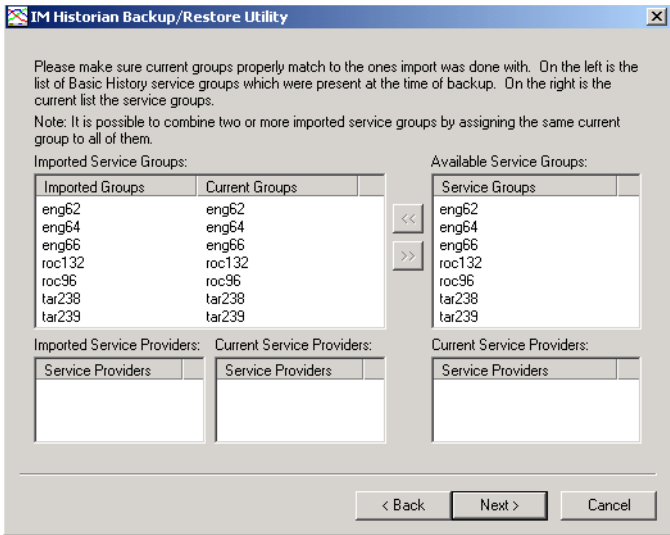 IM Historian Backup/Restore Utility
Please make sure current groups properly match to the ones import was done with. On the left is the
list of Basic History service groups which were present at the time of backup. On the right is the
current list the service groups.
Note: It is possible to combine two or more imported service groups by assigning the same current
group to all of them.
Imported Service Groups:
Imported Groups Current Groups
eng62 eng62
eng64 eng64
eng66 eng66
roc132 roc132
roc96 roc96
tar238 tar238
tar239 tar239
<<
>>
Available Service Groups:
Service Groups
eng62
eng64
eng66
roc132
roc96
tar238
tar239
Imported Service Providers: Current Service Providers: Current Service Providers:
Service Providers Service Providers Service Providers
< Back Next > Cancel